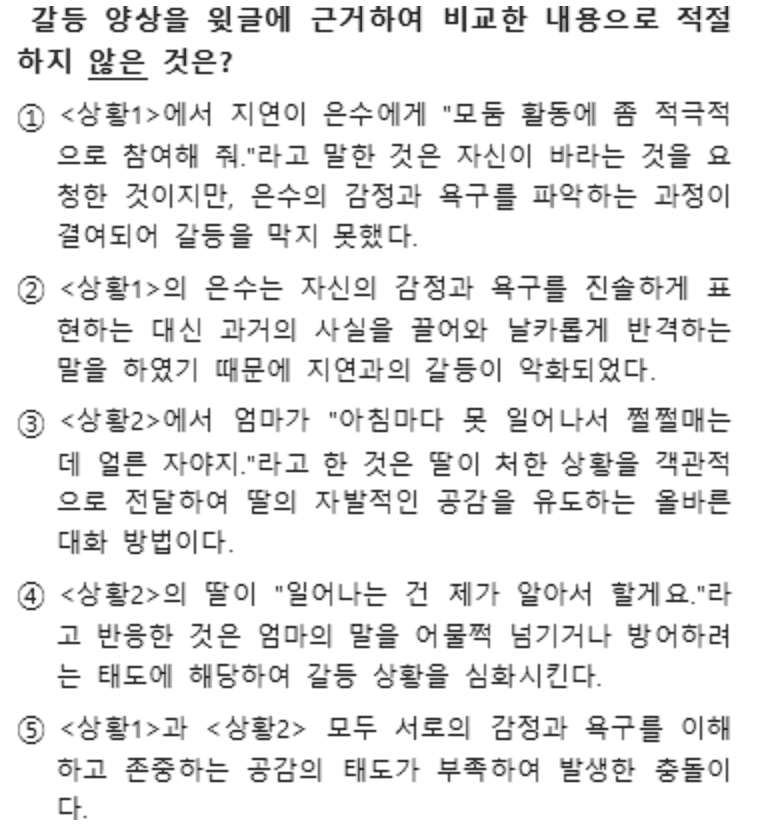 갈등 양상을 윗글에 근거하여 비교한 내용으로 적절
하지 않은 것은?
① <상황1>에서 지연이 은수에게 "모둠 활동에 좀 적극적
으로 참여해 줘."라고 말한 것은 자신이 바라는 것을 요
청한 것이지만, 은수의 감정과 욕구를 파악하는 과정이
결여되어 갈등을 막지 못했다.
② <상황1>의 은수는 자신의 감정과 욕구를 진솔하게 표
현하는 대신 과거의 사실을 끌어와 날카롭게 반격하는
말을 하였기 때문에 지연과의 갈등이 악화되었다.
③ <상황2>에서 엄마가 "아침마다 못 일어나서 쩔쩔매는
데 얼른 자야지."라고 한 것은 딸이 처한 상황을 객관적
으로 전달하여 딸의 자발적인 공감을 유도하는 올바른
대화 방법이다.
④ <상황2>의 딸이 "일어나는 건 제가 알아서 할게요."라
고 반응한 것은 엄마의 말을 어물쩍 넘기거나 방어하려
는 태도에 해당하여 갈등 상황을 심화시킨다.
⑤ <상황1>과 <상황2> 모두 서로의 감정과 욕구를 이해
하고 존중하는 공감의 태도가 부족하여 발생한 충돌이
다.